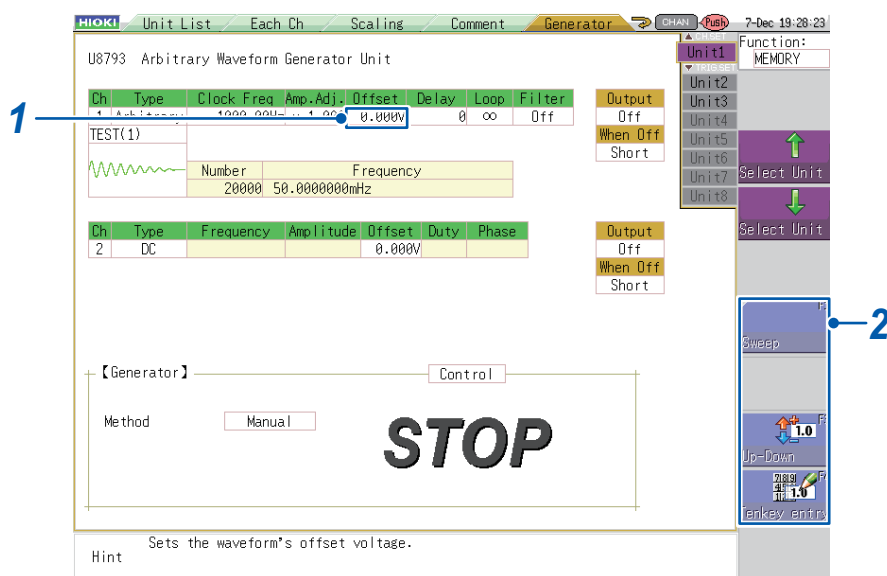 HIOKI Unit List Each Ch Scaling Comment Generator CHAN Push 7-Dec 19:28:23
U8793 Arbitrary Waveform Generator Unit
CHSET
Unit1
TRIG SET
Unit2
Unit3
Unit4
Unit5
Unit6
Unit7
Unit8
Function:
MEMORY
Select Unit
Select Unit
1
Ch Type Clock Freq Amp.Adj. Offset Delay Loop Filter
1 Arbitrary 1000.00Hz 0.000V 0 ∞ Off
TEST(1)
Number Frequency
20000 50.0000000mHz
Output
Off
When Off
Short
Ch Type Frequency Amplitude Offset Duty Phase
2 DC 0.000V
Output
Off
When Off
Short
2
Sweep
1.0
Up-Down
1.0
Tenkey entry
【Generator】 Control
Method Manual
STOP
Hint Sets the waveform's offset voltage.